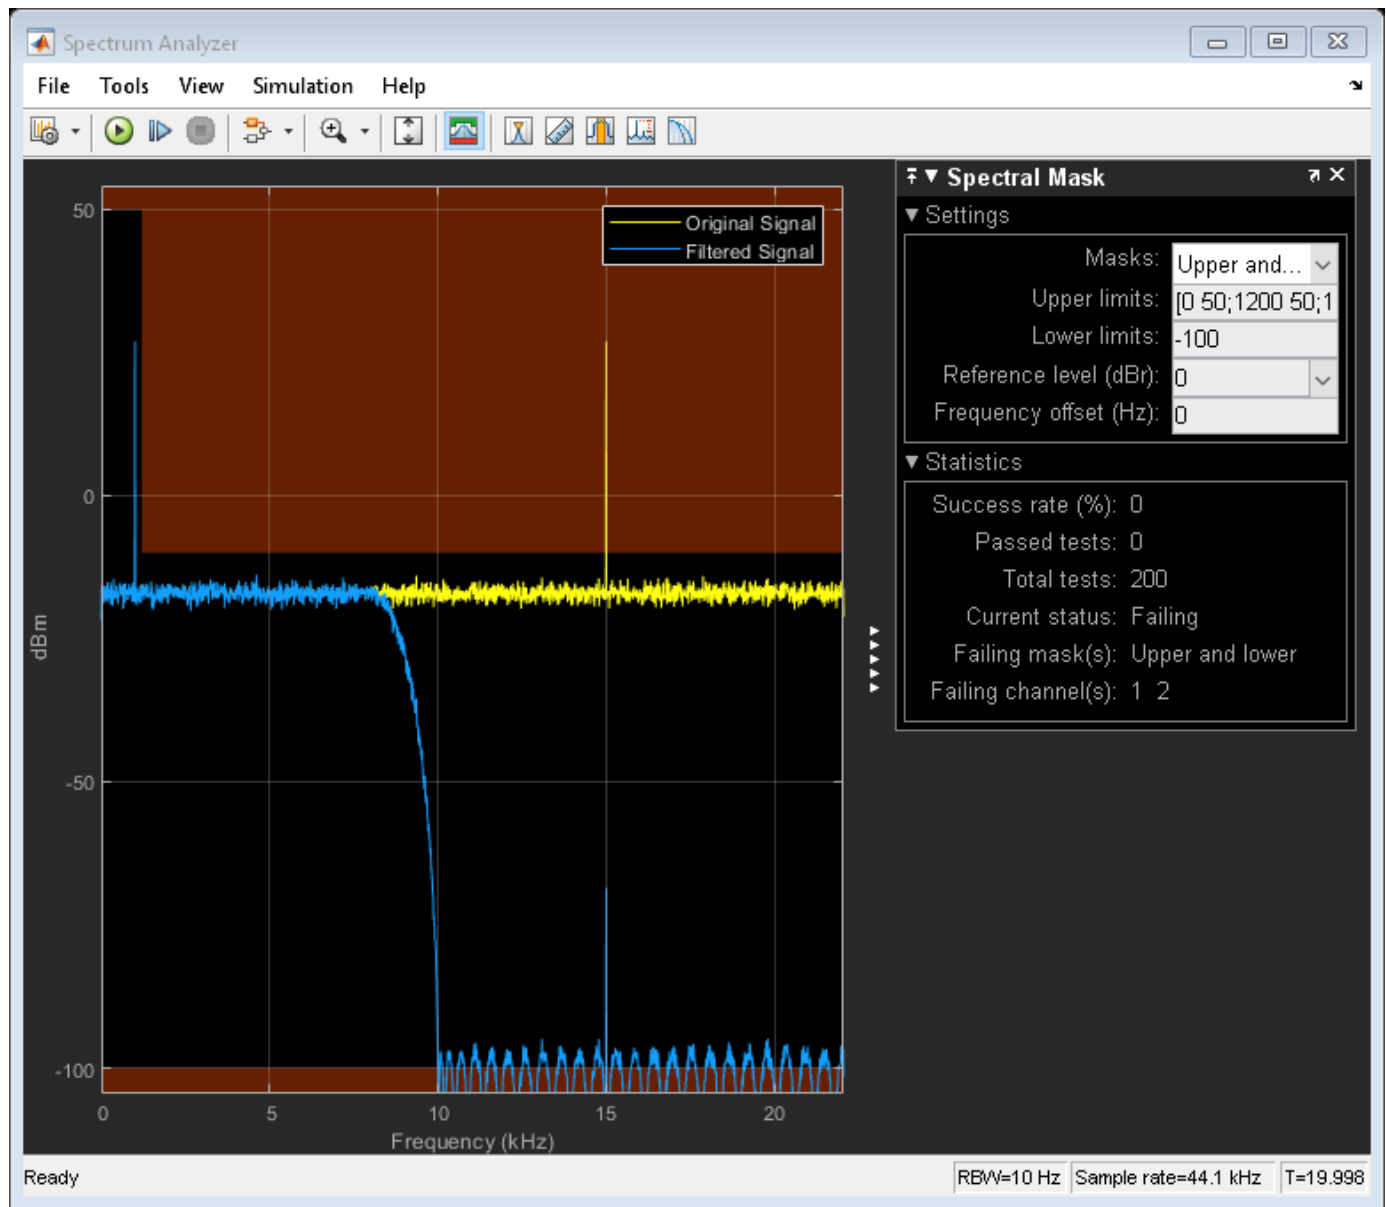 Spectrum Analyzer
File Tools View Simulation Help
50
0
-50
-100
dBm
Original Signal
Filtered Signal
0 5 10 15 20
Frequency (kHz)
Spectral Mask
Settings
Masks: Upper and...
Upper limits: [0 50;1200 50;1
Lower limits: -100
Reference level (dBr): 0
Frequency offset (Hz): 0
Statistics
Success rate (%): 0
Passed tests: 0
Total tests: 200
Current status: Failing
Failing mask(s): Upper and lower
Failing channel(s): 1 2
Ready RBW=10 Hz Sample rate=44.1 kHz T=19.998